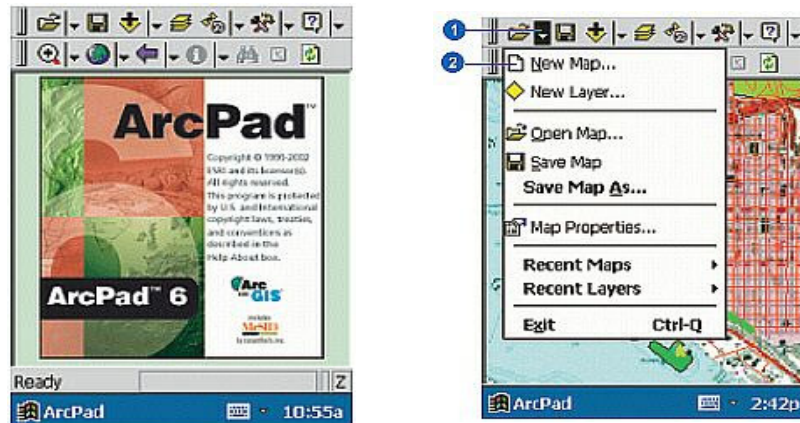 ArcPad™
Copyright © 1995-2002
ESRI and its licensor(s).
All rights reserved.
This program is protected
by U.S. and International
copyright laws, treaties,
and conventions as
described in the
Help About box.
ArcPad™ 6
Arc
GIS
includes
MrSID
Ready
Z
ArcPad
10:55a
1
2
New Map...
New Layer...
Open Map...
Save Map
Save Map As...
Map Properties...
Recent Maps
Recent Layers
Exit Ctrl-Q
ArcPad
2:42p